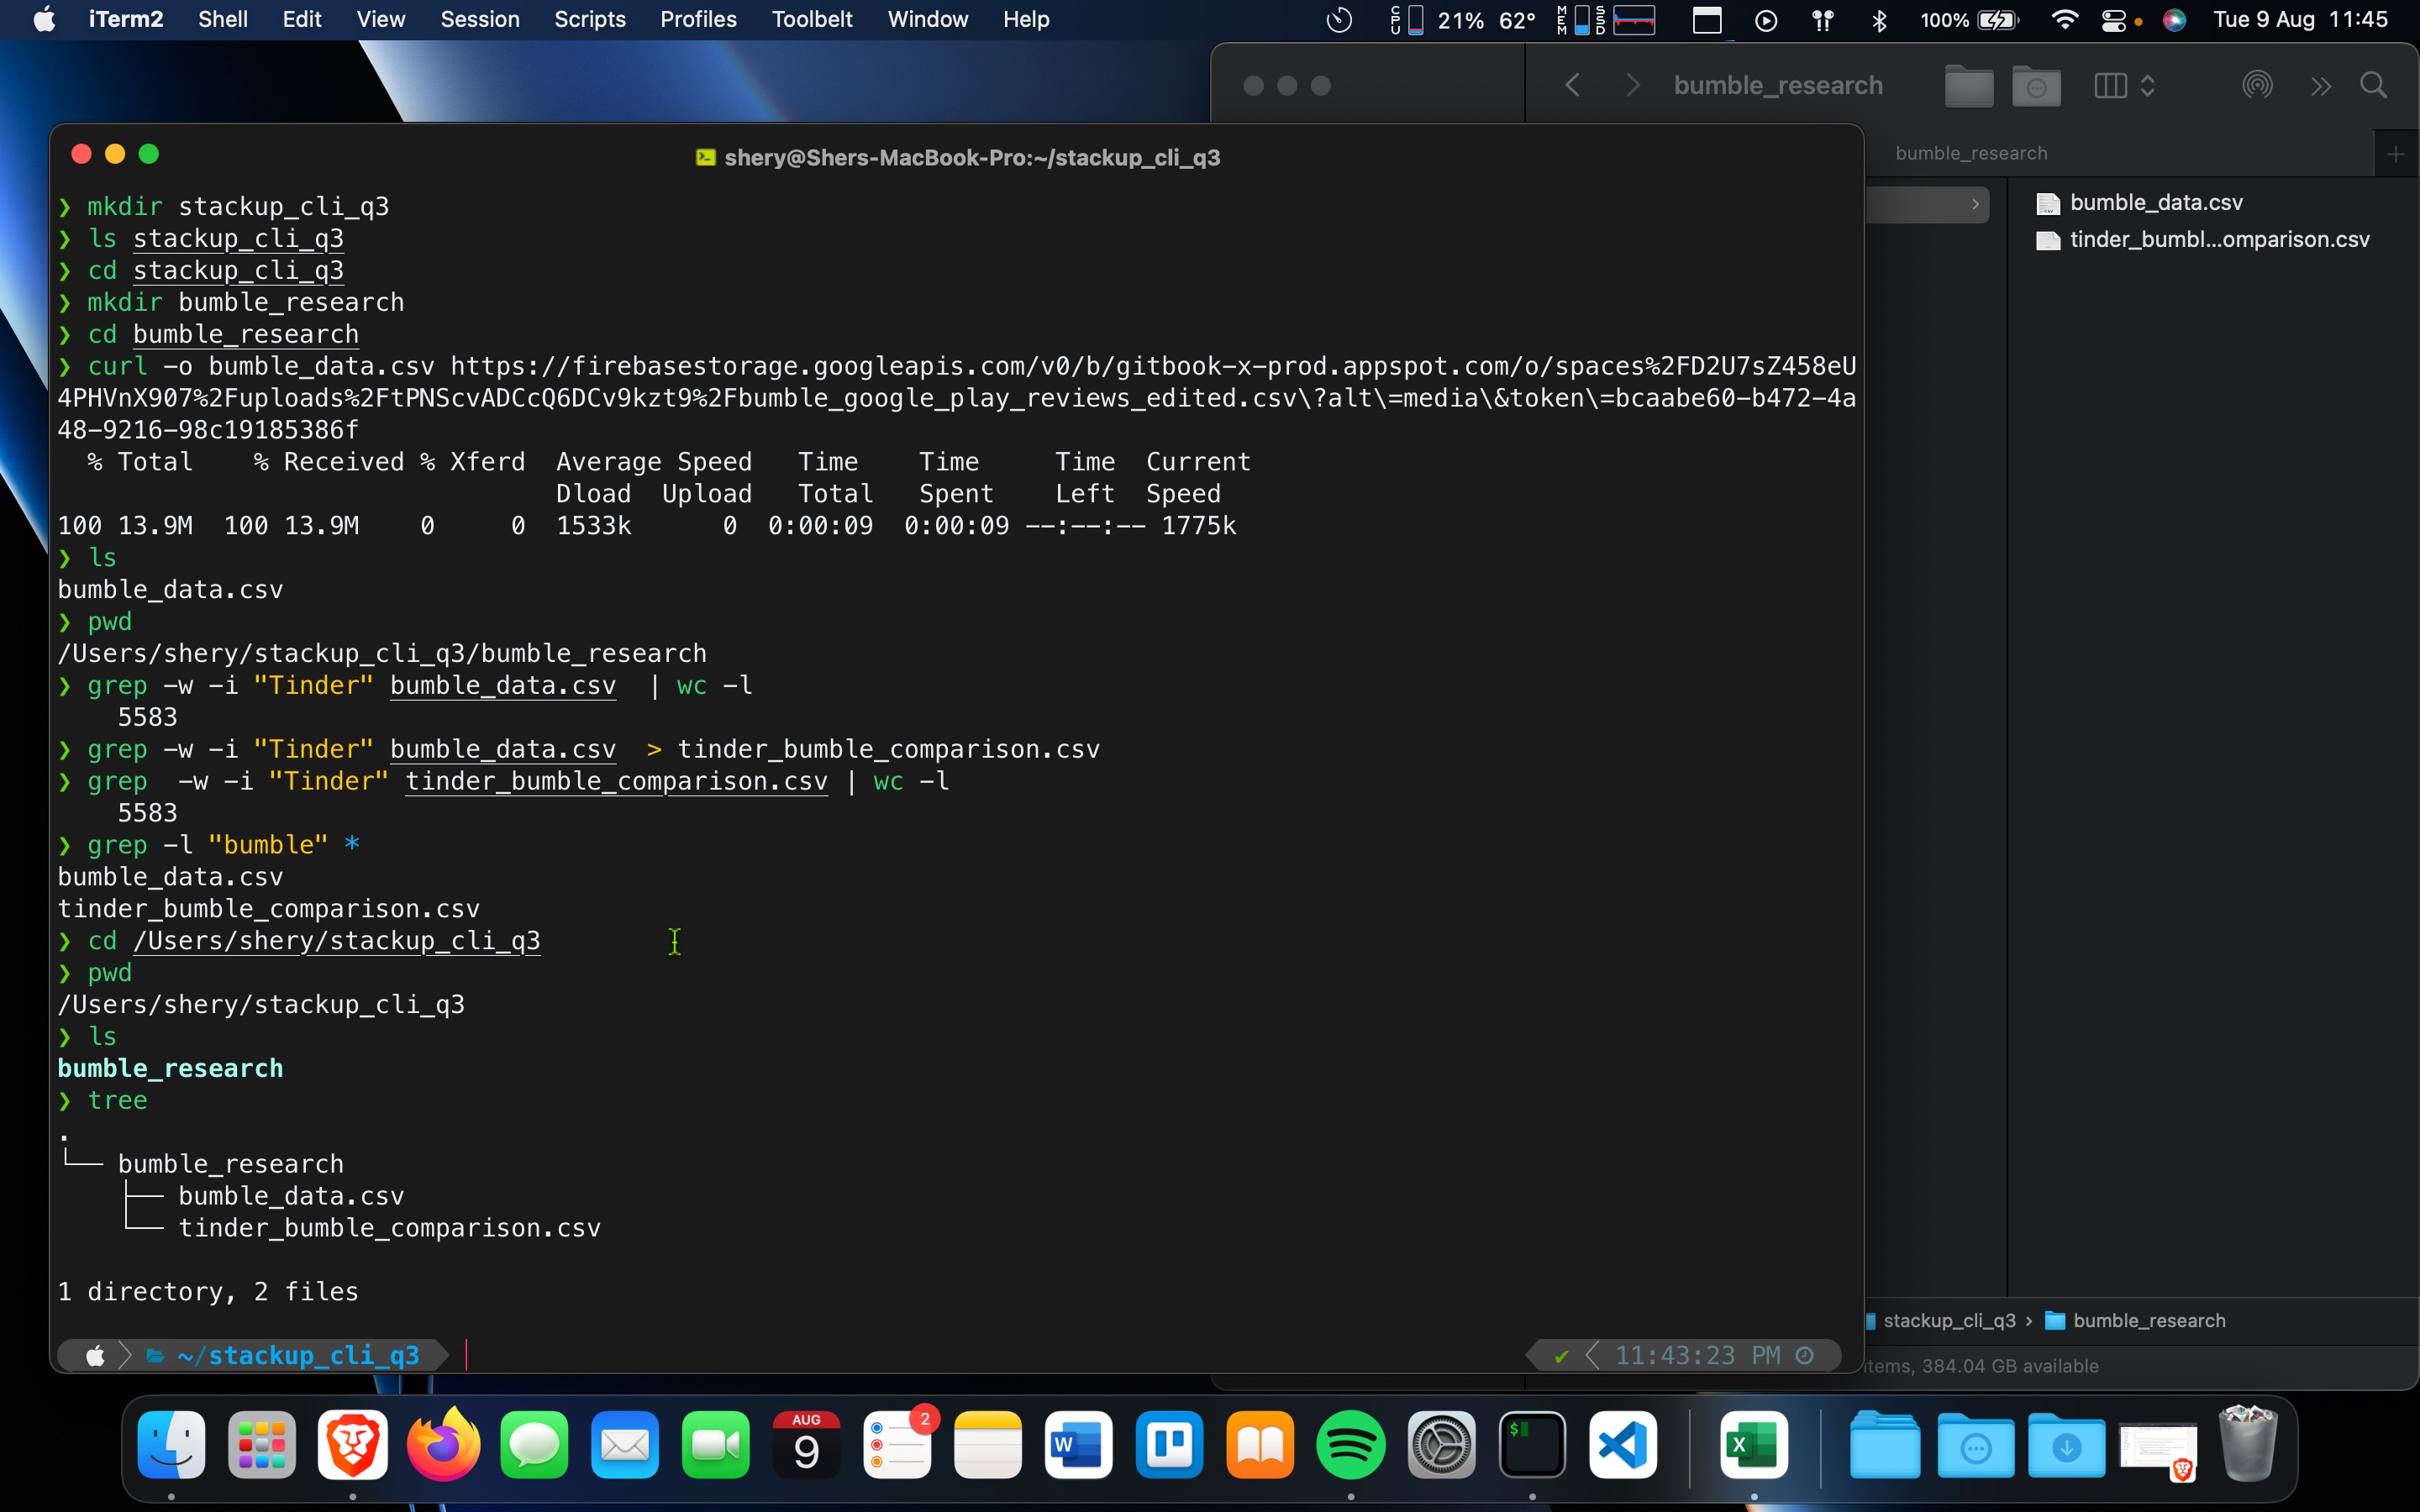 iTerm2 Shell Edit View Session Scripts Profiles Toolbelt Window Help CPU 21% 62° MEM SSD 100% Tue 9 Aug 11:45
bumble_research
bumble_research
bumble_data.csv
tinder_bumbl...omparison.csv
shery@Shers-MacBook-Pro:~/stackup_cli_q3
❯ mkdir stackup_cli_q3
❯ ls stackup_cli_q3
❯ cd stackup_cli_q3
❯ mkdir bumble_research
❯ cd bumble_research
❯ curl -o bumble_data.csv https://firebasestorage.googleapis.com/v0/b/gitbook-x-prod.appspot.com/o/spaces%2FD2U7sZ458eU
4PHVnX907%2Fuploads%2FtPNScvADCcQ6DCv9kzt9%2Fbumble_google_play_reviews_edited.csv\?alt\=media\&token\=bcaabe60-b472-4a
48-9216-98c19185386f
% Total % Received % Xferd Average Speed Time Time Time Current
Dload Upload Total Spent Left Speed
100 13.9M 100 13.9M 0 0 1533k 0 0:00:09 0:00:09 --:--:-- 1775k
❯ ls
bumble_data.csv
❯ pwd
/Users/shery/stackup_cli_q3/bumble_research
❯ grep -w -i "Tinder" bumble_data.csv | wc -l
5583
❯ grep -w -i "Tinder" bumble_data.csv > tinder_bumble_comparison.csv
❯ grep -w -i "Tinder" tinder_bumble_comparison.csv | wc -l
5583
❯ grep -l "bumble" *
bumble_data.csv
tinder_bumble_comparison.csv
❯ cd /Users/shery/stackup_cli_q3
❯ pwd
/Users/shery/stackup_cli_q3
❯ ls
bumble_research
❯ tree
.
└── bumble_research
├── bumble_data.csv
└── tinder_bumble_comparison.csv
1 directory, 2 files
~/stackup_cli_q3 ✔ 11:43:23 PM
stackup_cli_q3 › bumble_research
384.04 GB available
AUG
9
2
W
$
X